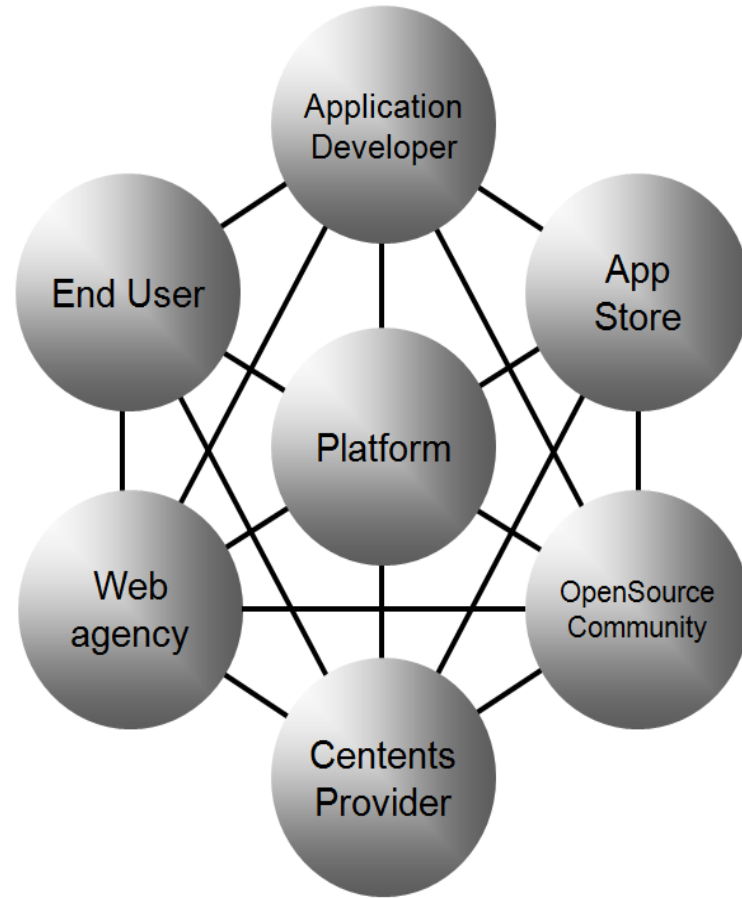 Application
Developer
End User
App
Store
Platform
Web
agency
OpenSource
Community
Centents
Provider